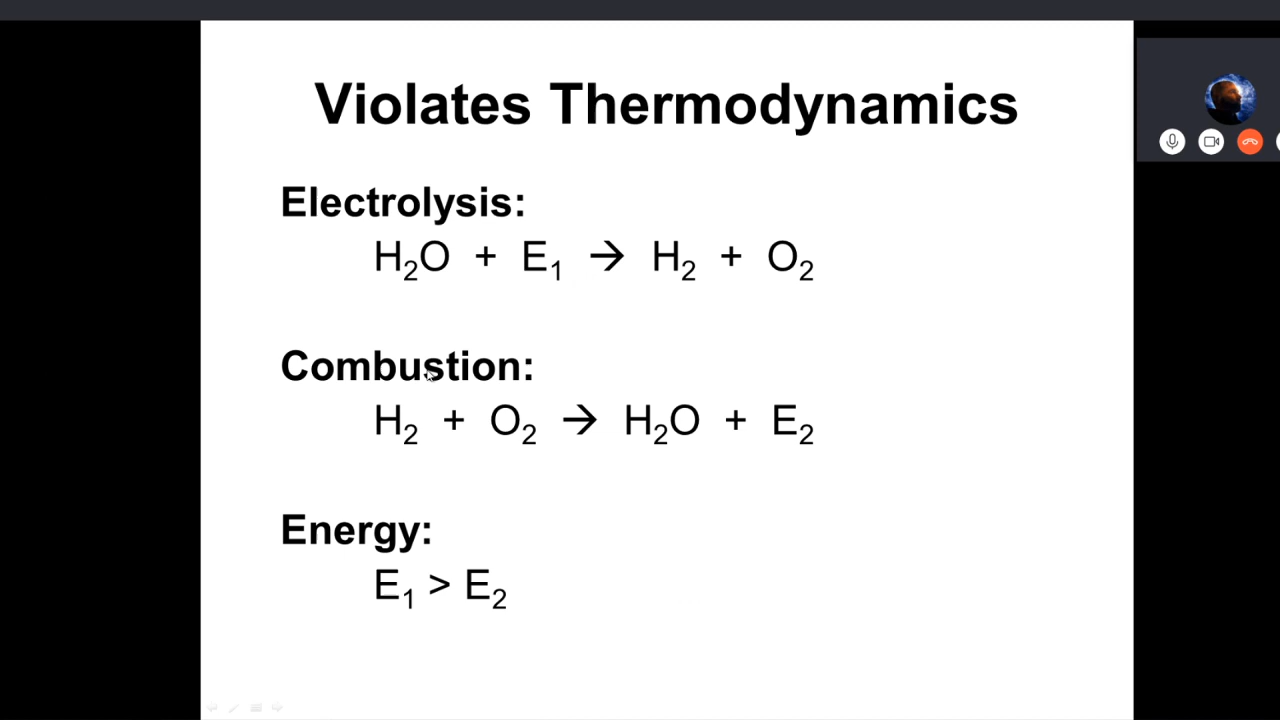 Violates Thermodynamics
Electrolysis:
H₂O + E₁ → H₂ + O₂
Combustion:
H₂ + O₂ → H₂O + E₂
Energy:
E₁ > E₂